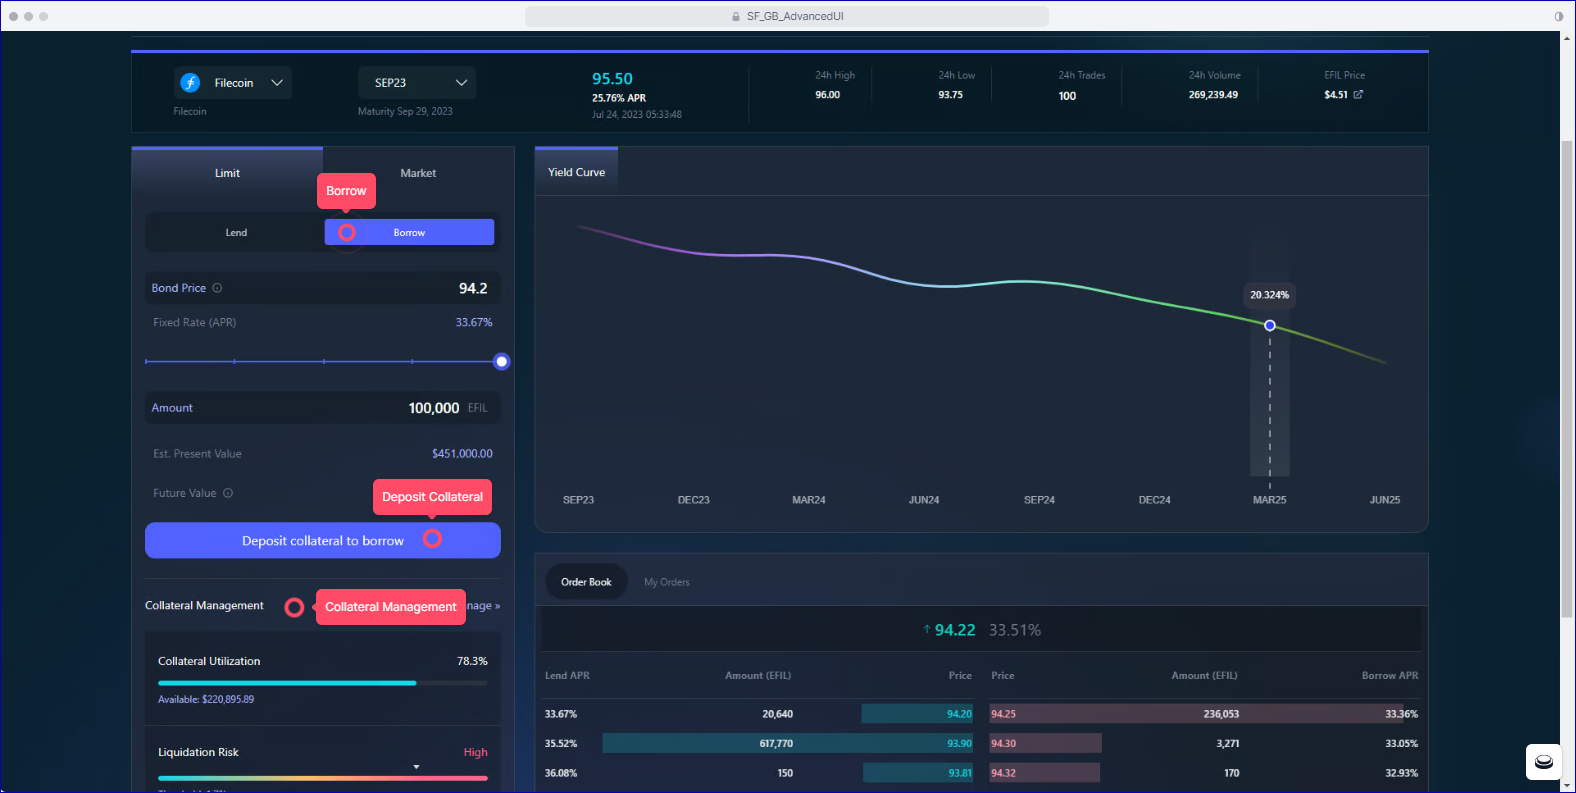 SF_GB_AdvancedUI
Filecoin
Filecoin
SEP23
Maturity Sep 29, 2023
95.50
25.76% APR
Jul 24, 2023 05:33:48
24h High
96.00
24h Low
93.75
24h Trades
100
24h Volume
269,239.49
EFIL Price
$4.51
Limit
Market
Borrow
Lend
Borrow
Bond Price
94.2
Fixed Rate (APR)
33.67%
Amount
100,000 EFIL
Est. Present Value
$451,000.00
Future Value
Deposit Collateral
Deposit collateral to borrow
Collateral Management
Collateral Management
nage »
Collateral Utilization
78.3%
Available: $220,895.89
Liquidation Risk
High
Yield Curve
20.324%
SEP23 DEC23 MAR24 JUN24 SEP24 DEC24 MAR25 JUN25
Order Book
My Orders
↑ 94.22 33.51%
Lend APR Amount (EFIL) Price Price Amount (EFIL) Borrow APR
33.67% 20,640 94.20 94.25 236,053 33.36%
35.52% 617,770 93.90 94.30 3,271 33.05%
36.08% 150 93.81 94.32 170 32.93%